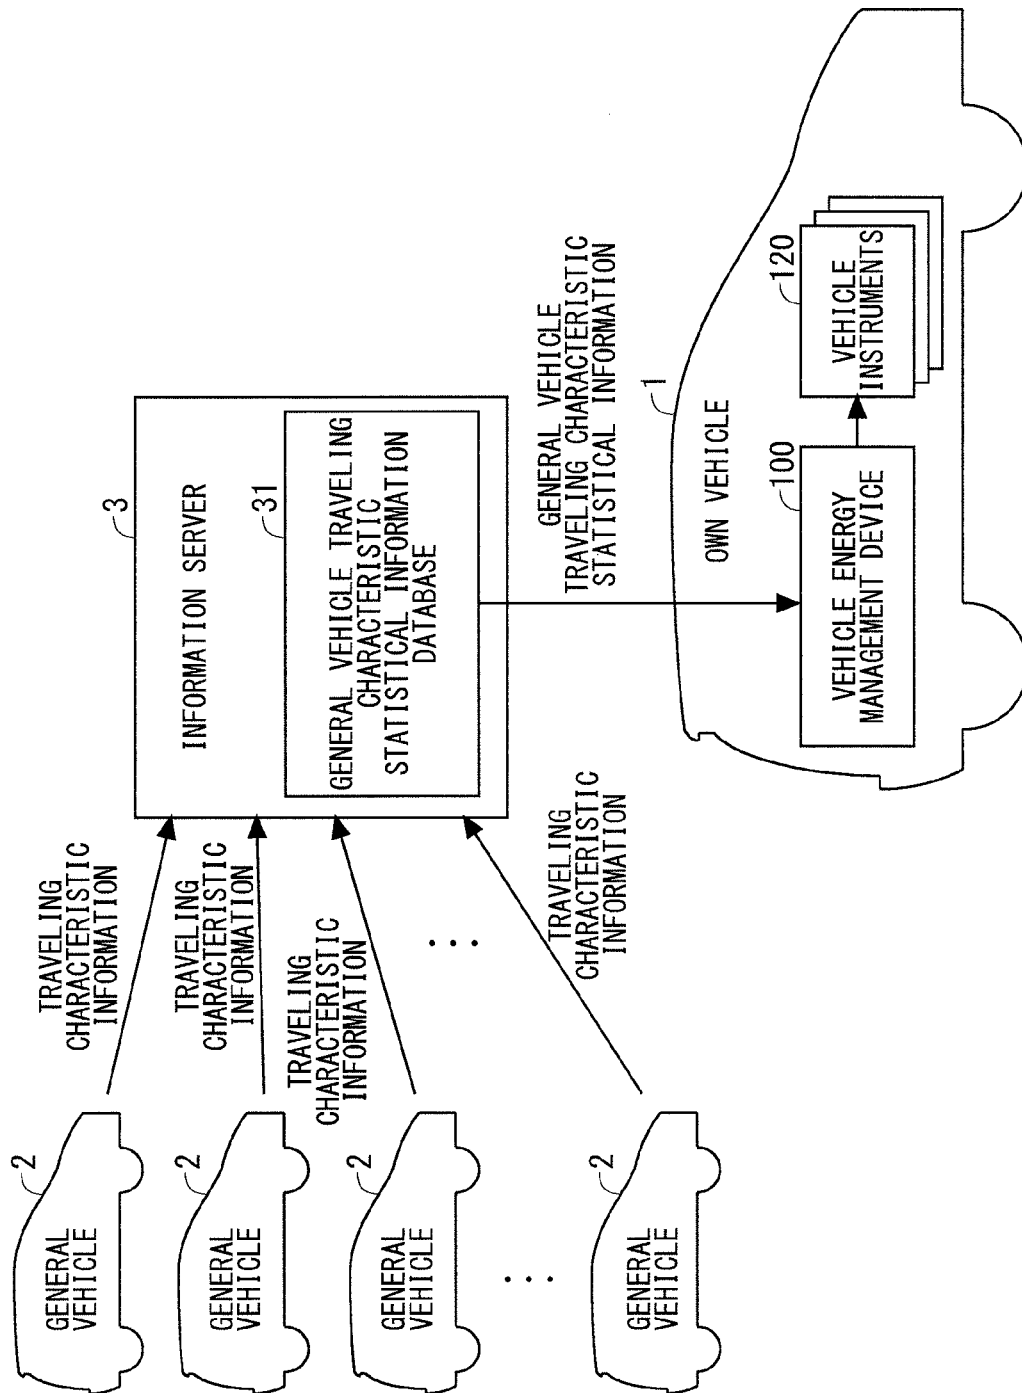 GENERAL
VEHICLE
2
GENERAL
VEHICLE
2
GENERAL
VEHICLE
2
...
GENERAL
VEHICLE
2
TRAVELING
CHARACTERISTIC
INFORMATION
TRAVELING
CHARACTERISTIC
INFORMATION
TRAVELING
CHARACTERISTIC
INFORMATION
...
TRAVELING
CHARACTERISTIC
INFORMATION
3
INFORMATION SERVER
31
GENERAL VEHICLE TRAVELING
CHARACTERISTIC
STATISTICAL INFORMATION
DATABASE
GENERAL VEHICLE
TRAVELING CHARACTERISTIC
STATISTICAL INFORMATION
1
OWN VEHICLE
100
VEHICLE ENERGY
MANAGEMENT DEVICE
120
VEHICLE
INSTRUMENTS